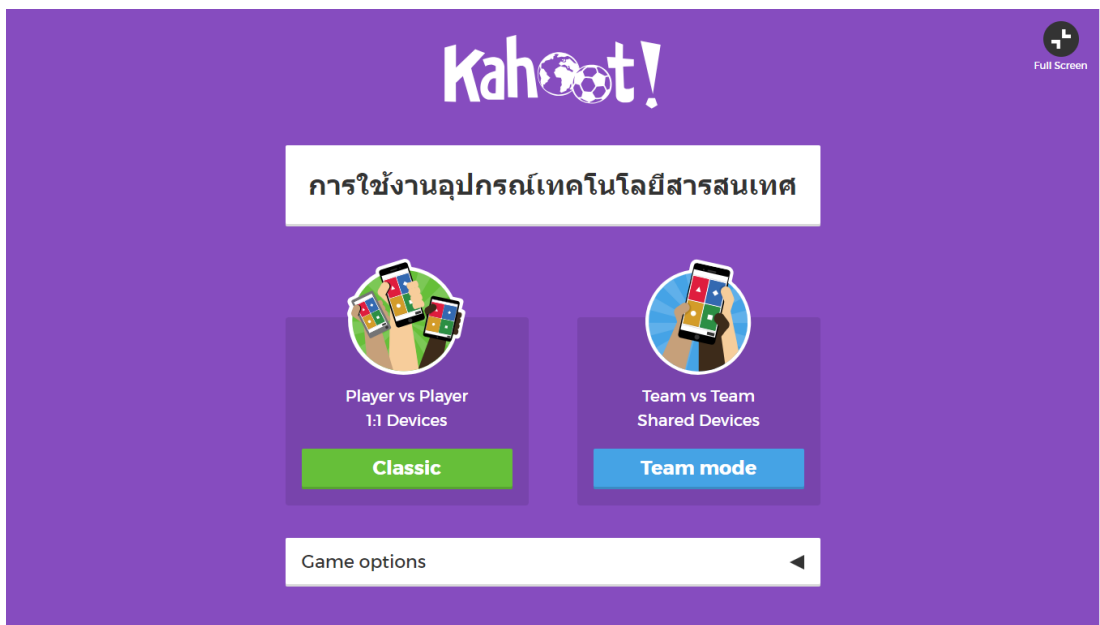 Kahoot!
Full Screen
การใช้งานอุปกรณ์เทคโนโลยีสารสนเทศ
Player vs Player
1:1 Devices
Classic
Team vs Team
Shared Devices
Team mode
Game options